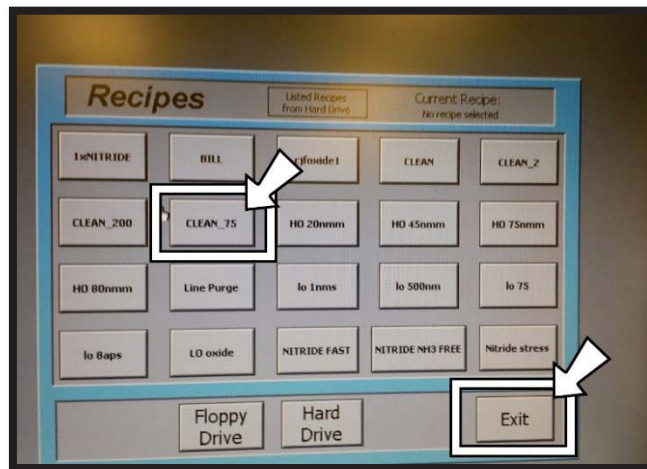 Recipes
Listed Recipes
from Hard Drive
Current Recipe:
No recipe selected
1xNITRIDE
BILL
CLEAN
CLEAN_2
CLEAN_200
CLEAN_75
HO 20nmm
HO 45nmm
HO 75nmm
HO 80nmm
Line Purge
lo 1nms
lo 500nm
lo 75
lo 8aps
LO oxide
NITRIDE FAST
NITRIDE NH3 FREE
Nitride stress
Floppy
Drive
Hard
Drive
Exit